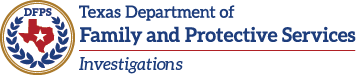 DFPS
Texas Department of
Family and Protective Services
Investigations